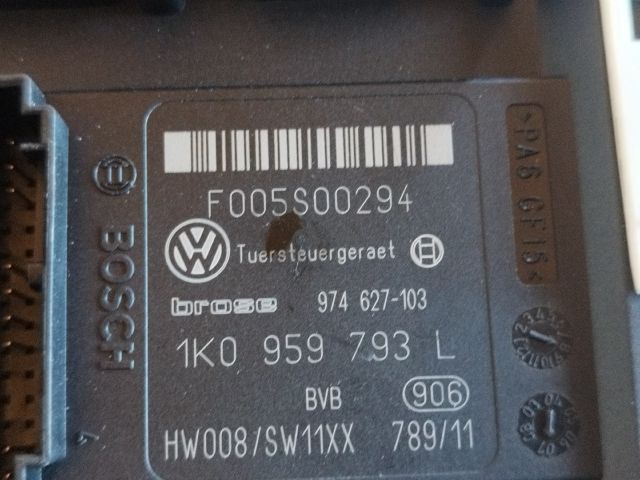 F005S00294
Tuersteuergeraet
brose 974 627-103
1K0 959 793 L
BVB 906
HW008/SW11XX 789/11
BOSCH
>PA6 GF15<